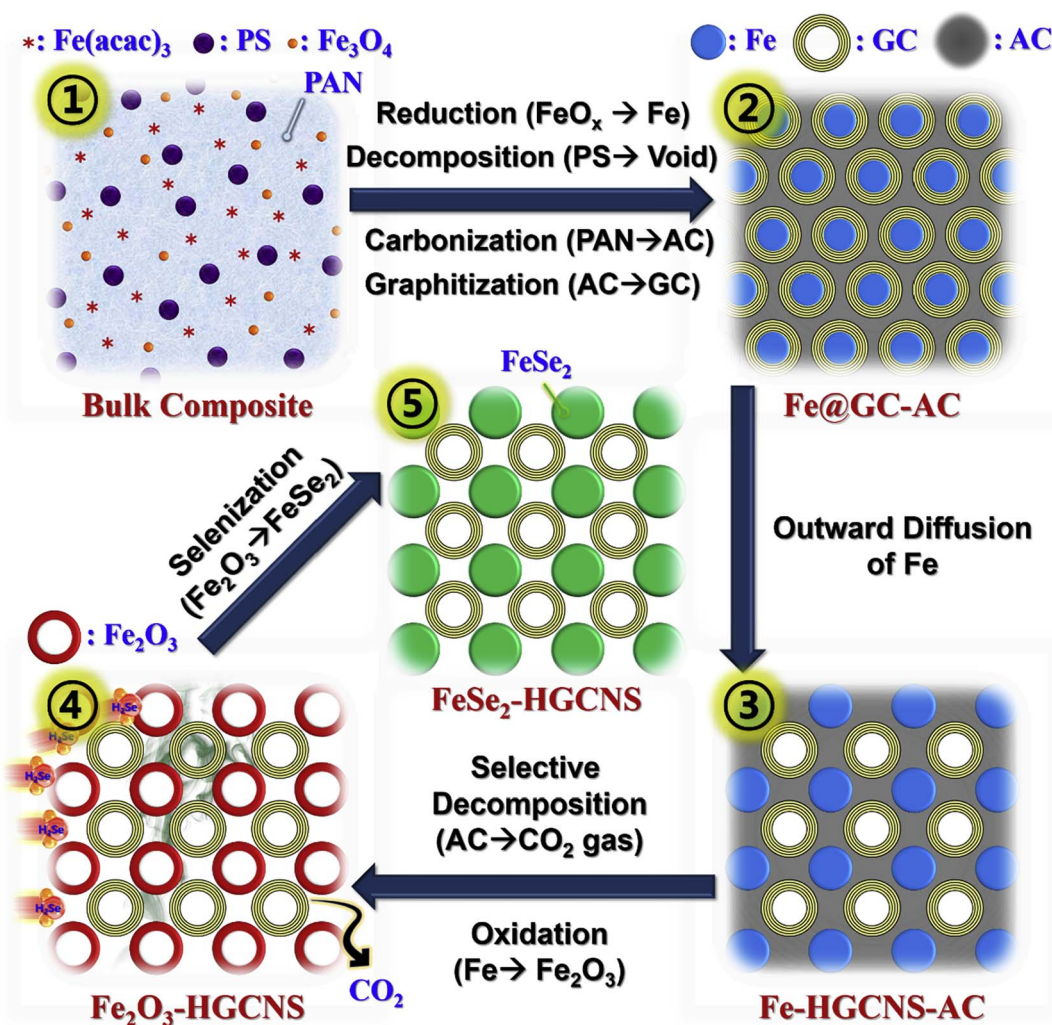 *: Fe(acac)₃ : PS : Fe₃O₄
PAN
①
Bulk Composite
Reduction (FeOₓ → Fe)
Decomposition (PS→ Void)
Carbonization (PAN→AC)
Graphitization (AC→GC)
: Fe : GC : AC
②
Fe@GC-AC
Outward Diffusion
of Fe
③
Fe-HGCNS-AC
Selective
Decomposition
(AC→CO₂ gas)
Oxidation
(Fe→ Fe₂O₃)
: Fe₂O₃
④
H₂Se
H₂Se
H₂Se
H₂Se
H₂Se
CO₂
Fe₂O₃-HGCNS
Selenization
(Fe₂O₃→FeSe₂)
FeSe₂
⑤
FeSe₂-HGCNS